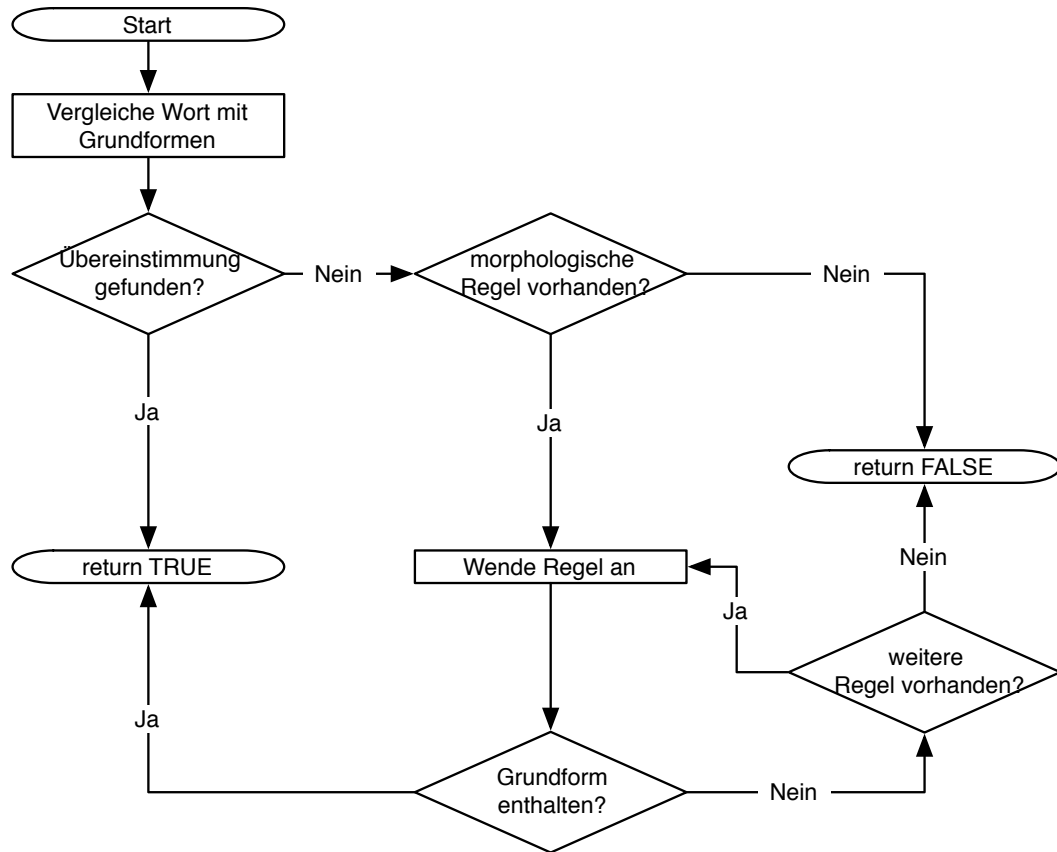 Start
Vergleiche Wort mit
Grundformen
Übereinstimmung
gefunden?
Nein
morphologische
Regel vorhanden?
Nein
Ja
Ja
return FALSE
return TRUE
Wende Regel an
Nein
Ja
weitere
Regel vorhanden?
Ja
Grundform
enthalten?
Nein